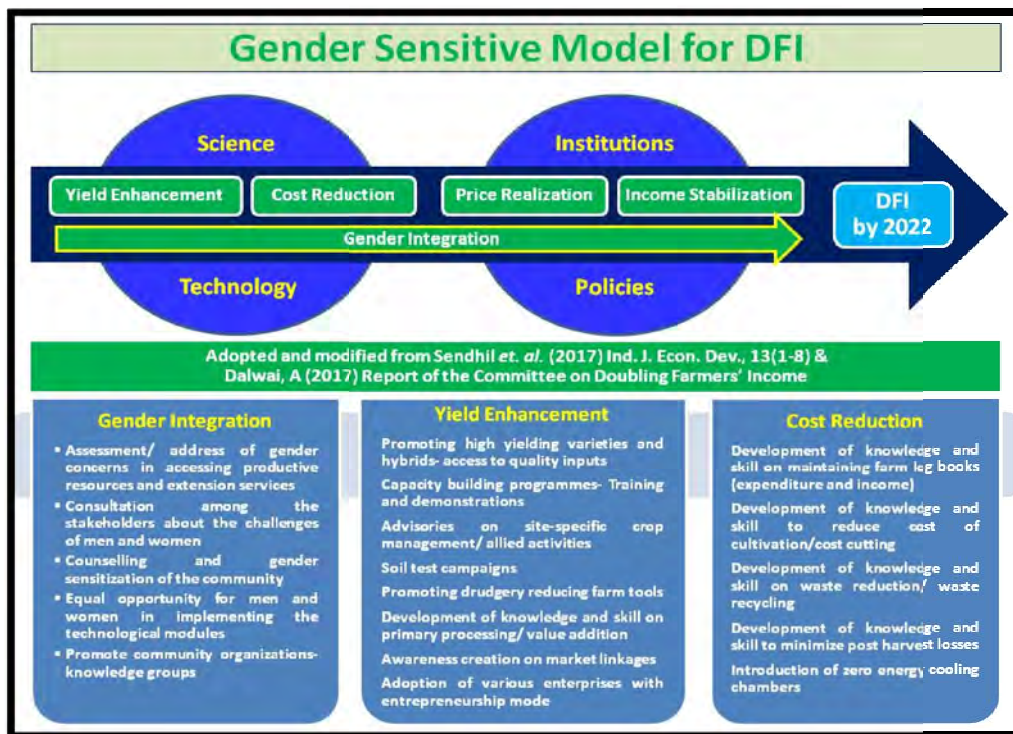 Gender Sensitive Model for DFI
Science
Institutions
Yield Enhancement
Cost Reduction
Price Realization
Income Stabilization
DFI
by 2022
Gender Integration
Technology
Policies
Adopted and modified from Sendhil et. al. (2017) Ind. J. Econ. Dev., 13(1-8) &
Dalwai, A (2017) Report of the Committee on Doubling Farmers' Income
Gender Integration
▪ Assessment/ address of gender
concerns in accessing productive
resources and extension services
▪ Consultation among the
stakeholders about the challenges
of men and women
▪ Counselling and gender
sensitization of the community
▪ Equal opportunity for men and
women in implementing the
technological modules
▪ Promote community organizations-
knowledge groups
Yield Enhancement
Promoting high yielding varieties and
hybrids- access to quality inputs
Capacity building programmes- Training
and demonstrations
Advisories on site-specific crop
management/ allied activities
Soil test campaigns
Promoting drudgery reducing farm tools
Development of knowledge and skill on
primary processing/ value addition
Awareness creation on market linkages
Adoption of various enterprises with
entrepreneurship mode
Cost Reduction
Development of knowledge and
skill on maintaining farm log books
(expenditure and income)
Development of knowledge and
skill to reduce cost of
cultivation/cost cutting
Development of knowledge and
skill on waste reduction/ waste
recycling
Development of knowledge and
skill to minimize post harvest losses
Introduction of zero energy cooling
chambers